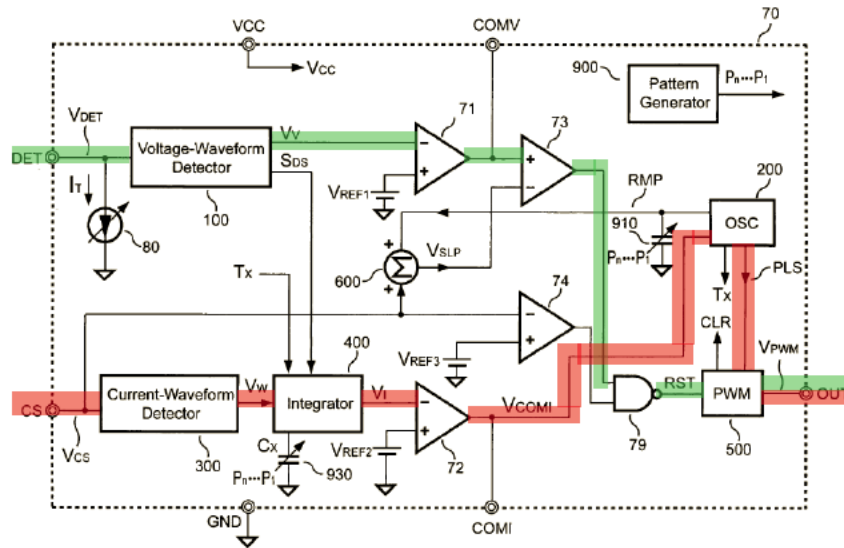 VCC
COMV
70
VCC
900
Pattern
Generator
Pn...P1
VDET
71
73
DET
Voltage-Waveform
Detector
VV
SDS
100
IT
80
VREF1
RMP
200
910
OSC
Pn...P1
VSLP
600
Σ
TX
TX
PLS
74
CLR
400
VREF3
VPWM
CS
Current-Waveform
Detector
VW
Integrator
VI
VCOMI
RST
PWM
OUT
VCS
300
CX
930
Pn...P1
VREF2
72
79
500
GND
COMI